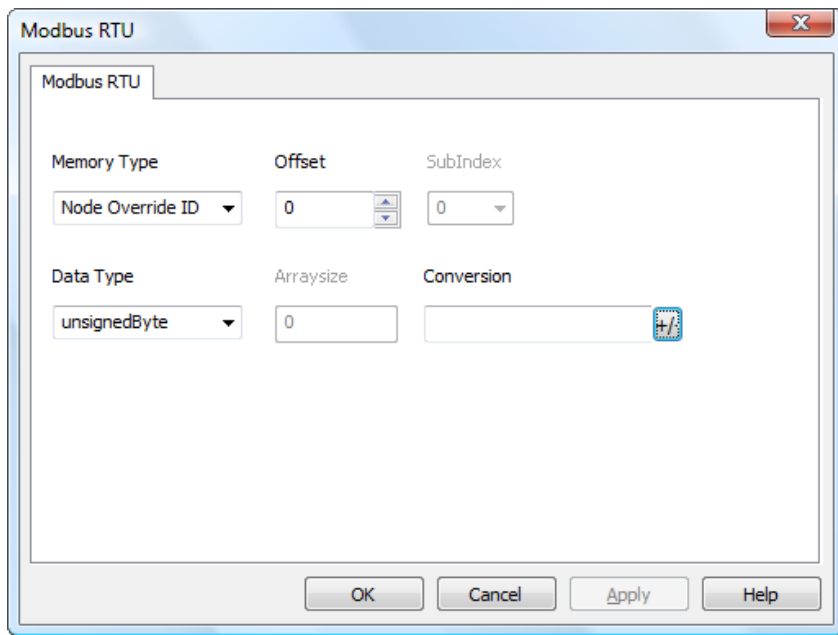 Modbus RTU
X
Modbus RTU
Memory Type Offset SubIndex
Node Override ID 0 0
Data Type Arraysize Conversion
unsignedByte 0 +/-
OK Cancel Apply Help